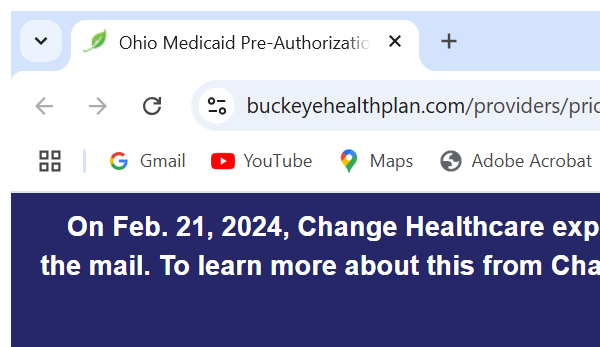 Ohio Medicaid Pre-Authorizatio
buckeyehealthplan.com/providers/pric
Gmail YouTube Maps Adobe Acrobat
On Feb. 21, 2024, Change Healthcare exp
the mail. To learn more about this from Cha